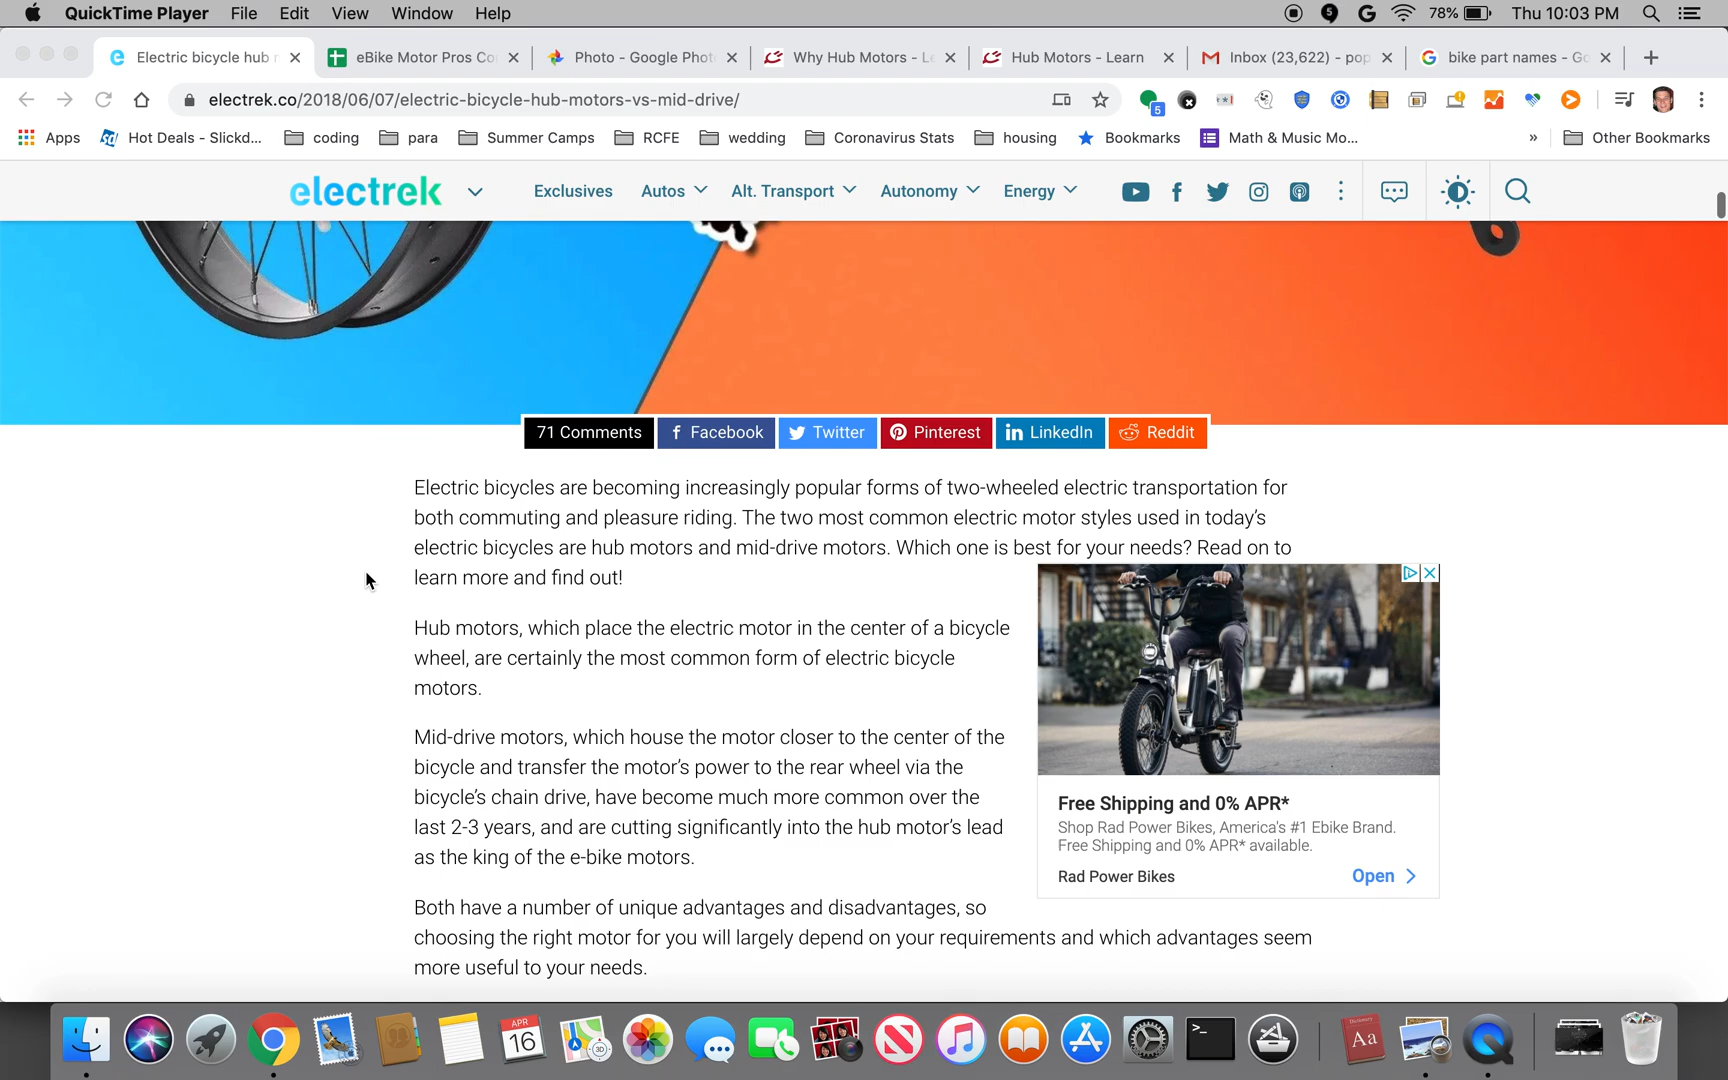 QuickTime Player File Edit View Window Help 5 G 78% Thu 10:03 PM
Electric bicycle hub eBike Motor Pros Co Photo - Google Phot Why Hub Motors - Le Hub Motors - Learn Inbox (23,622) - pop bike part names - Go
electrek.co/2018/06/07/electric-bicycle-hub-motors-vs-mid-drive/ 5
Apps Hot Deals - Slickd... coding para Summer Camps RCFE wedding Coronavirus Stats housing Bookmarks Math & Music Mo... » Other Bookmarks
electrek Exclusives Autos Alt. Transport Autonomy Energy
71 Comments Facebook Twitter Pinterest LinkedIn Reddit
Electric bicycles are becoming increasingly popular forms of two-wheeled electric transportation for
both commuting and pleasure riding. The two most common electric motor styles used in today's
electric bicycles are hub motors and mid-drive motors. Which one is best for your needs? Read on to
learn more and find out!
Hub motors, which place the electric motor in the center of a bicycle
wheel, are certainly the most common form of electric bicycle
motors.
Mid-drive motors, which house the motor closer to the center of the
bicycle and transfer the motor's power to the rear wheel via the
bicycle's chain drive, have become much more common over the
last 2-3 years, and are cutting significantly into the hub motor's lead
as the king of the e-bike motors.
Free Shipping and 0% APR*
Shop Rad Power Bikes, America's #1 Ebike Brand.
Free Shipping and 0% APR* available.
Rad Power Bikes Open
Both have a number of unique advantages and disadvantages, so
choosing the right motor for you will largely depend on your requirements and which advantages seem
more useful to your needs.
APR
16
3D
Aa